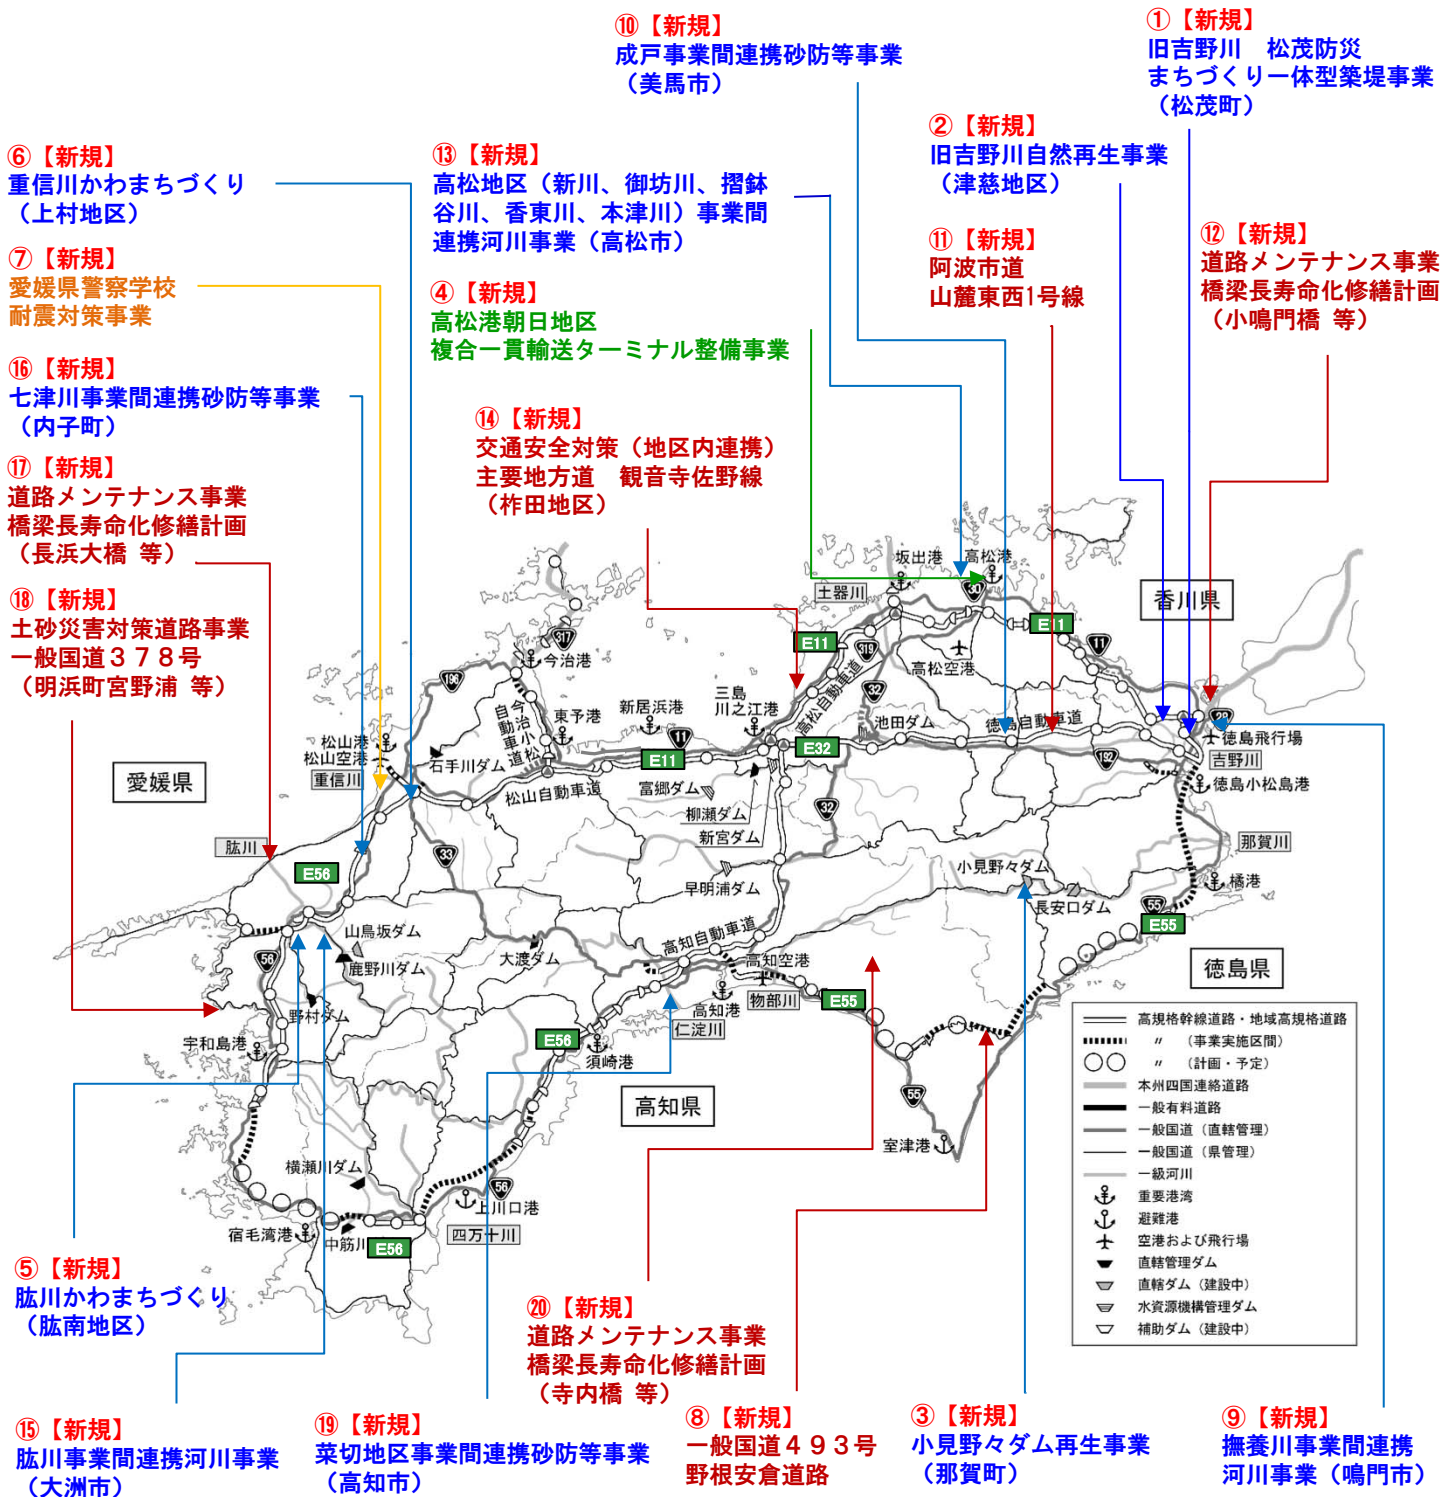 ⑩【新規】
成戸事業間連携砂防等事業
（美馬市）
①【新規】
旧吉野川　松茂防災
まちづくり一体型築堤事業
（松茂町）
②【新規】
旧吉野川自然再生事業
（津慈地区）
⑥【新規】
重信川かわまちづくり
（上村地区）
⑬【新規】
高松地区（新川、御坊川、摺鉢
谷川、香東川、本津川）事業間
連携河川事業（高松市）
⑪【新規】
阿波市道
山麓東西1号線
⑫【新規】
道路メンテナンス事業
橋梁長寿命化修繕計画
（小鳴門橋 等）
⑦【新規】
愛媛県警察学校
耐震対策事業
④【新規】
高松港朝日地区
複合一貫輸送ターミナル整備事業
⑯【新規】
七津川事業間連携砂防等事業
（内子町）
⑭【新規】
交通安全対策（地区内連携）
主要地方道　観音寺佐野線
（柞田地区）
⑰【新規】
道路メンテナンス事業
橋梁長寿命化修繕計画
（長浜大橋 等）
⑱【新規】
土砂災害対策道路事業
一般国道３７８号
（明浜町宮野浦 等）
坂出港
高松港
土器川
30
香川県
E11
E11
11
317
今治港
319
高松空港
196
32
高松自動車道
三島
川之江港
新居浜港
東予港
今治小松
自動車道
池田ダム
徳島自動車道
28
徳島飛行場
松山港
松山空港
重信川
石手川ダム
11
E11
E32
192
吉野川
愛媛県
松山自動車道
富郷ダム
柳瀬ダム
新宮ダム
32
徳島小松島港
肱川
33
早明浦ダム
小見野々ダム
那賀川
E56
長安口ダム
橘港
55
E55
山鳥坂ダム
鹿野川ダム
大渡ダム
高知自動車道
高知空港
56
野村ダム
高知港
物部川
E55
徳島県
宇和島港
仁淀川
E56
須崎港
高知県
55
室津港
横瀬川ダム
56
上川口港
宿毛湾港
中筋川
E56
四万十川
高規格幹線道路・地域高規格道路
〃　（事業実施区間）
〃　（計画・予定）
本州四国連絡道路
一般有料道路
一般国道（直轄管理）
一般国道（県管理）
一級河川
重要港湾
避難港
空港および飛行場
直轄管理ダム
直轄ダム（建設中）
水資源機構管理ダム
補助ダム（建設中）
⑤【新規】
肱川かわまちづくり
（肱南地区）
⑳【新規】
道路メンテナンス事業
橋梁長寿命化修繕計画
（寺内橋 等）
⑮【新規】
肱川事業間連携河川事業
（大洲市）
⑲【新規】
菜切地区事業間連携砂防等事業
（高知市）
⑧【新規】
一般国道４９３号
野根安倉道路
③【新規】
小見野々ダム再生事業
（那賀町）
⑨【新規】
撫養川事業間連携
河川事業（鳴門市）